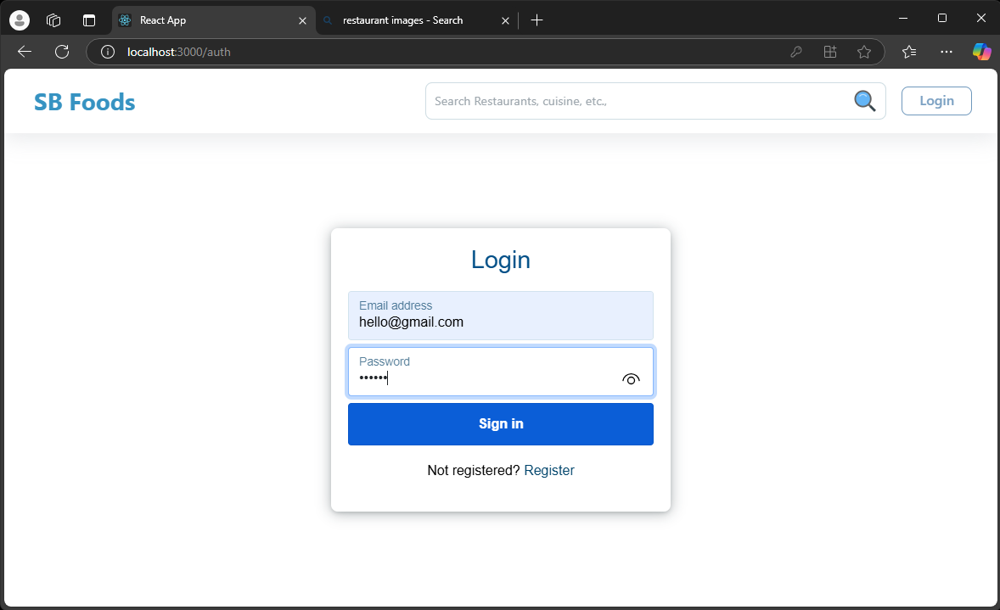 React App
restaurant images - Search
localhost:3000/auth
SB Foods
Search Restaurants, cuisine, etc.,
Login
Login
Email address
hello@gmail.com
Password
••••••
Sign in
Not registered? Register